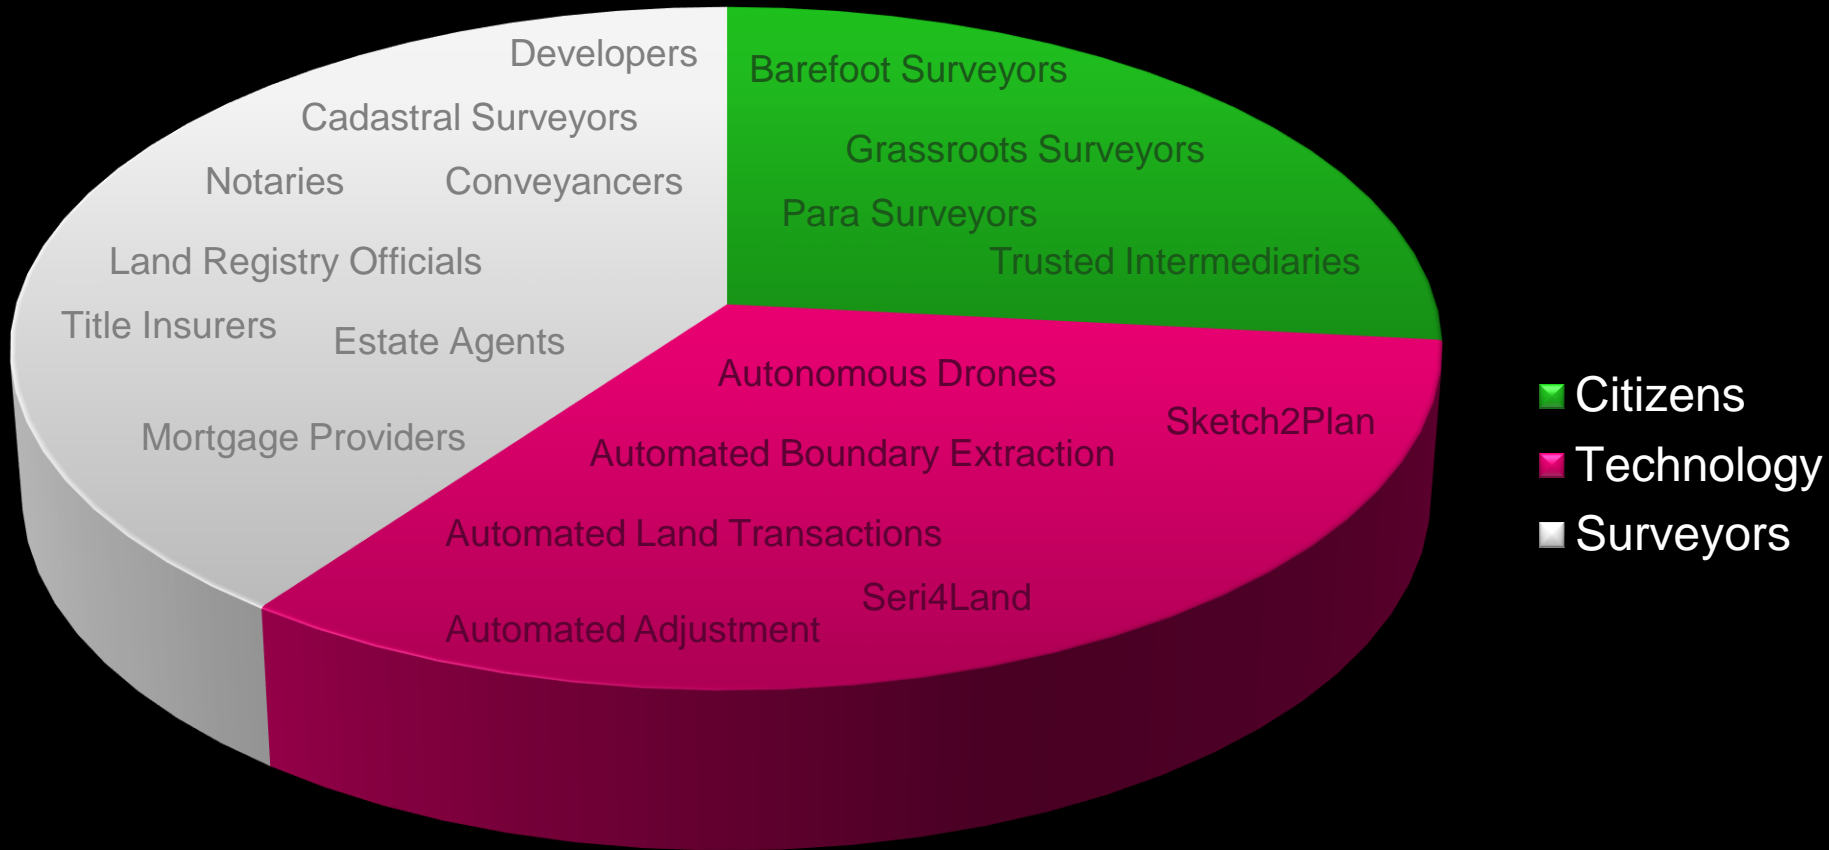 Developers
Cadastral Surveyors
Notaries
Conveyancers
Land Registry Officials
Title Insurers
Estate Agents
Mortgage Providers
Barefoot Surveyors
Grassroots Surveyors
Para Surveyors
Trusted Intermediaries
Autonomous Drones
Sketch2Plan
Automated Boundary Extraction
Automated Land Transactions
Seri4Land
Automated Adjustment
Citizens
Technology
Surveyors